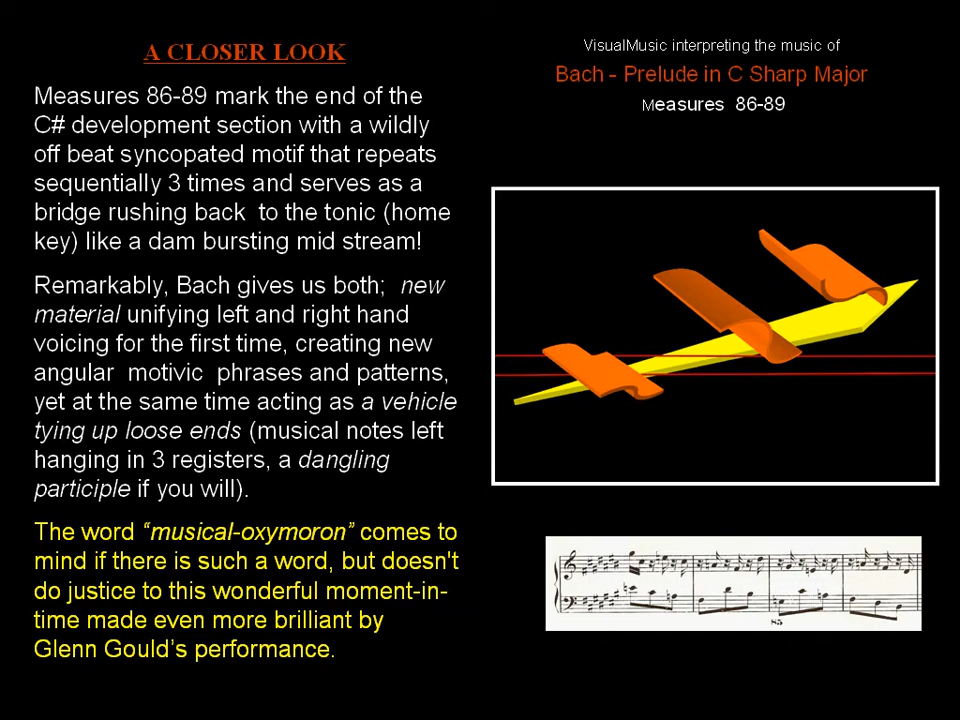 A CLOSER LOOK
Measures 86-89 mark the end of the
C# development section with a wildly
off beat syncopated motif that repeats
sequentially 3 times and serves as a
bridge rushing back to the tonic (home
key) like a dam bursting mid stream!
Remarkably, Bach gives us both; new
material unifying left and right hand
voicing for the first time, creating new
angular motivic phrases and patterns,
yet at the same time acting as a vehicle
tying up loose ends (musical notes left
hanging in 3 registers, a dangling
participle if you will).
The word “musical-oxymoron” comes to
mind if there is such a word, but doesn't
do justice to this wonderful moment-in-
time made even more brilliant by
Glenn Gould’s performance.
VisualMusic interpreting the music of
Bach - Prelude in C Sharp Major
Measures 86-89
85